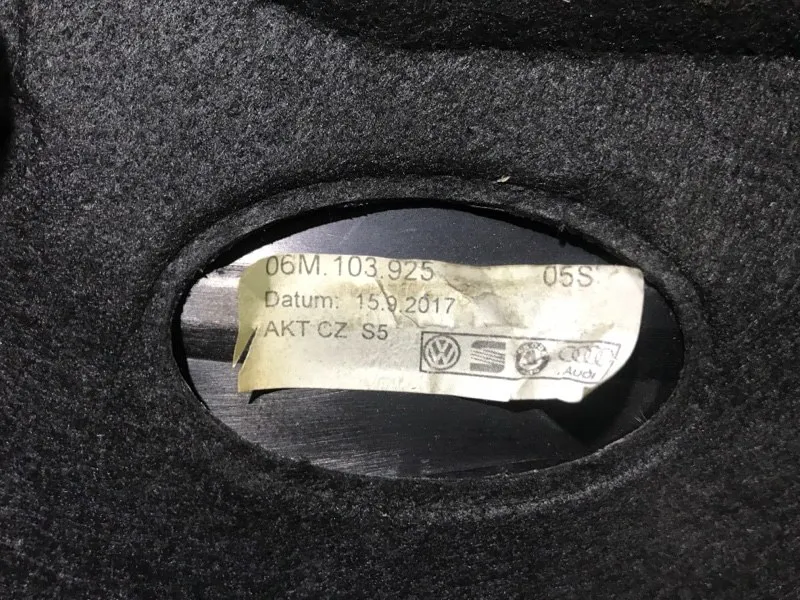 06M.103.925 05S
Datum: 15.9.2017
AKT CZ S5
Audi